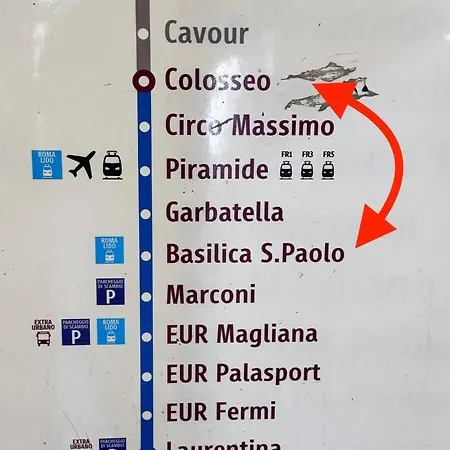 Cavour
Colosseo
Circo Massimo
ROMA LIDO Piramide FR1 FR3 FR5
Garbatella
ROMA LIDO Basilica S.Paolo
PARCHEGGIO DI SCAMBIO P Marconi
EXTRA URBANO PARCHEGGIO DI SCAMBIO P ROMA LIDO EUR Magliana
EUR Palasport
EUR Fermi
EXTRA URBANO PARCHEGGIO DI SCAMBIO Laurentina